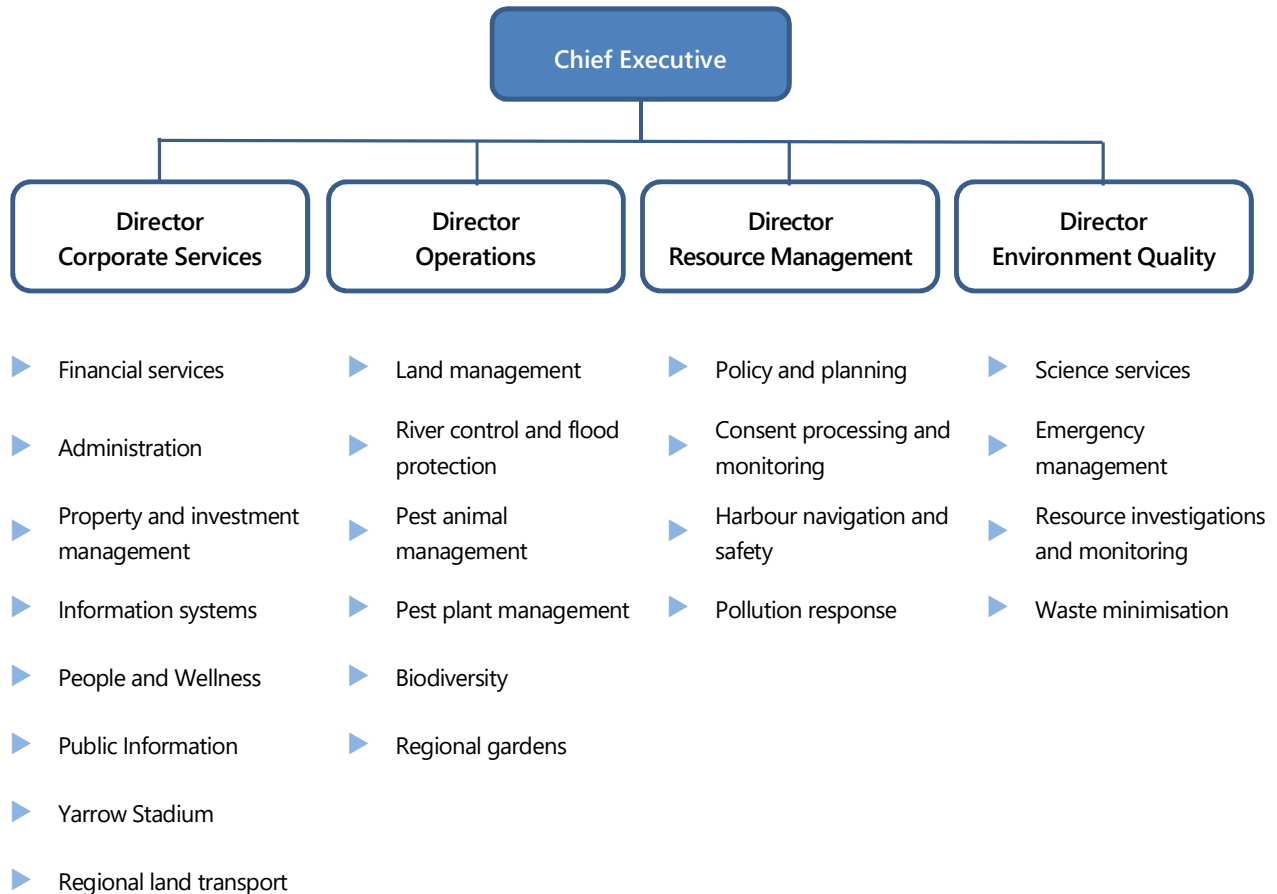 Chief Executive
Director
Corporate Services
Director
Operations
Director
Resource Management
Director
Environment Quality
Financial services
Administration
Property and investment
management
Information systems
People and Wellness
Public Information
Yarrow Stadium
Regional land transport
Land management
River control and flood
protection
Pest animal
management
Pest plant management
Biodiversity
Regional gardens
Policy and planning
Consent processing and
monitoring
Harbour navigation and
safety
Pollution response
Science services
Emergency
management
Resource investigations
and monitoring
Waste minimisation